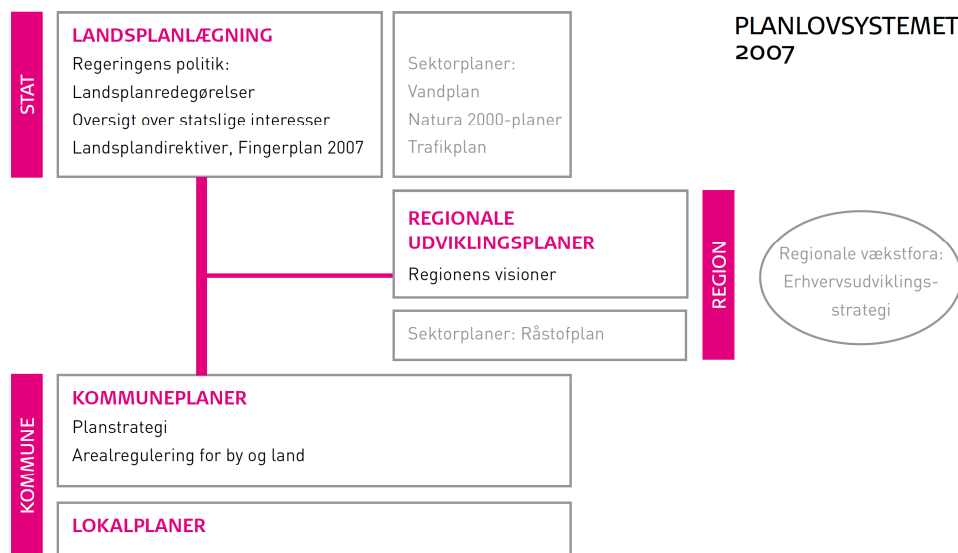 PLANLOVSYSTEMET
2007
STAT
LANDSPLANLÆGNING
Regeringens politik:
Landsplanredegørelser
Oversigt over statslige interesser
Landsplandirektiver, Fingerplan 2007
Sektorplaner:
Vandplan
Natura 2000-planer
Trafikplan
REGIONALE
UDVIKLINGSPLANER
Regionens visioner
Sektorplaner: Råstofplan
REGION
Regionale vækstfora:
Erhvervsudviklings-
strategi
KOMMUNE
KOMMUNEPLANER
Planstrategi
Arealregulering for by og land
LOKALPLANER